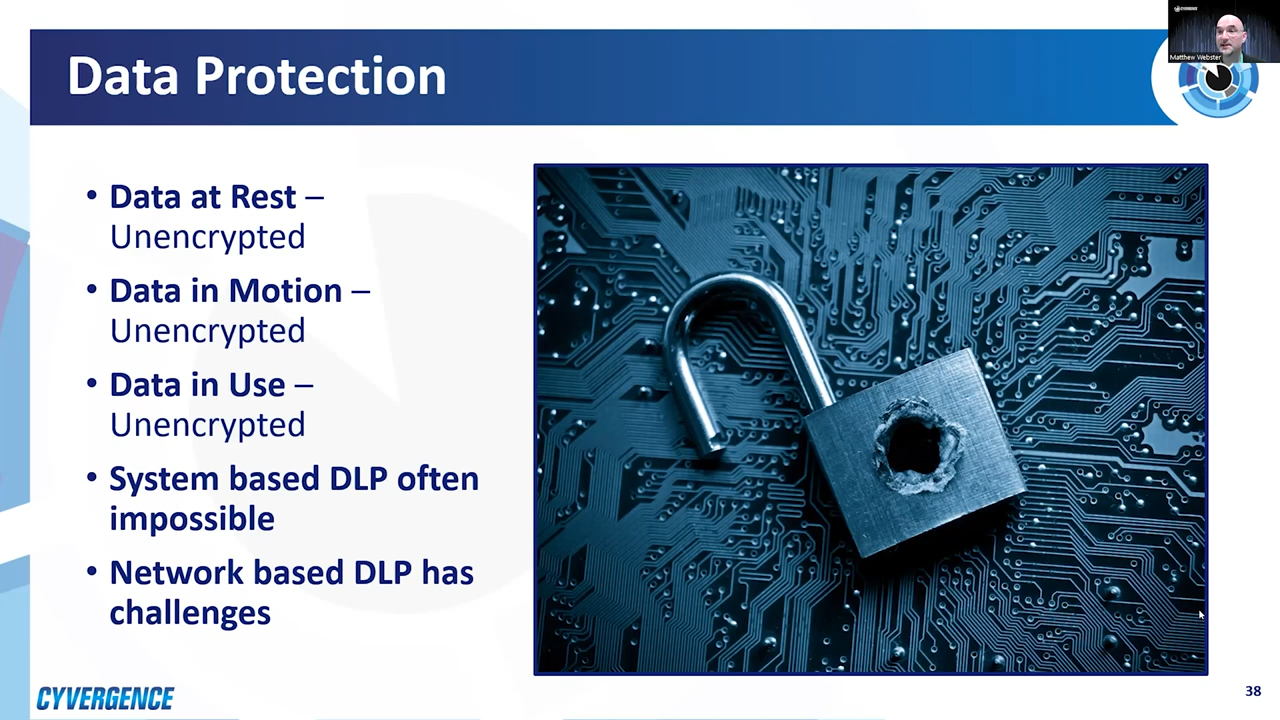 CYVERGENCE
Matthew Webster
Data Protection
• Data at Rest –
Unencrypted
• Data in Motion –
Unencrypted
• Data in Use –
Unencrypted
• System based DLP often
impossible
• Network based DLP has
challenges
CYVERGENCE
38